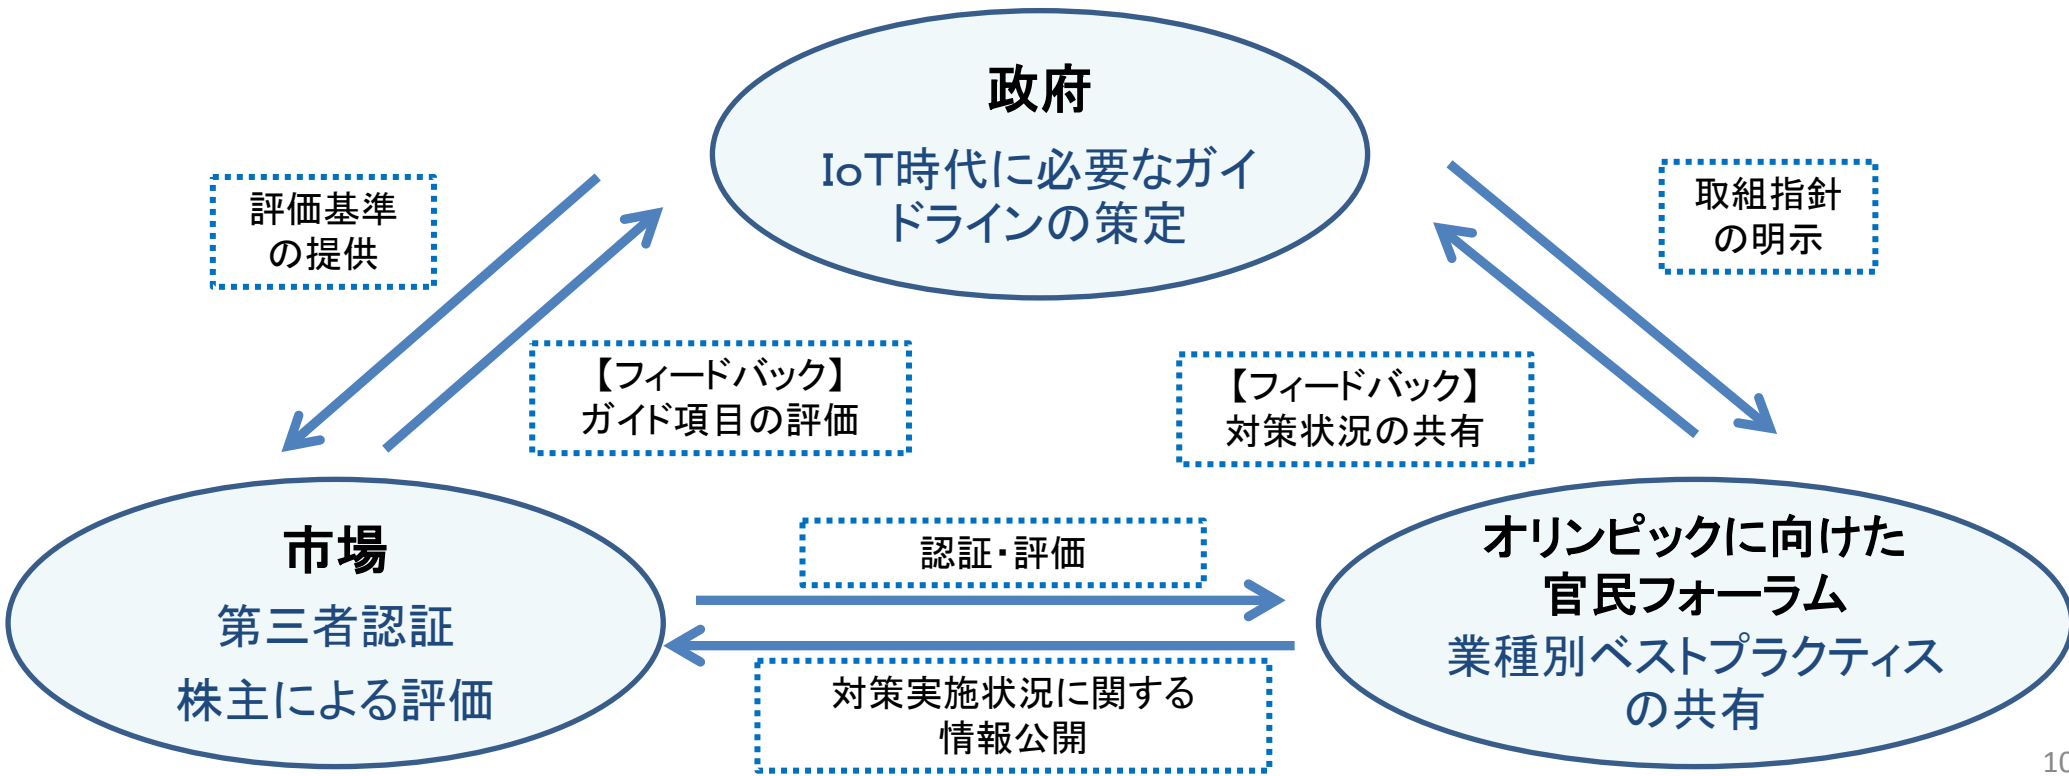 政府
IoT時代に必要なガイ
ドラインの策定
評価基準
の提供
取組指針
の明示
【フィードバック】
ガイド項目の評価
【フィードバック】
対策状況の共有
市場
第三者認証
株主による評価
認証・評価
対策実施状況に関する
情報公開
オリンピックに向けた
官民フォーラム
業種別ベストプラクティス
の共有
10